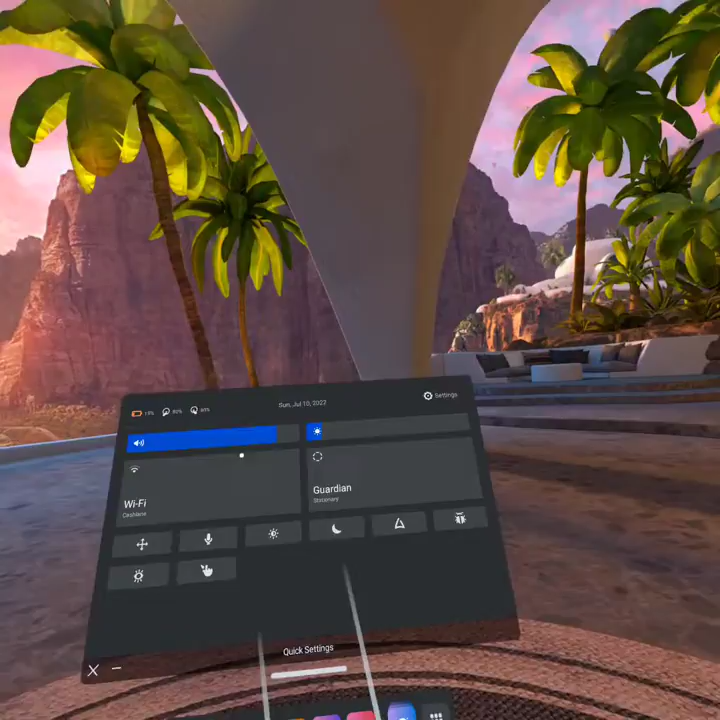 Sun, Jul 10, 2022
Settings
Wi-Fi
Guardian
Stationary
Quick Settings